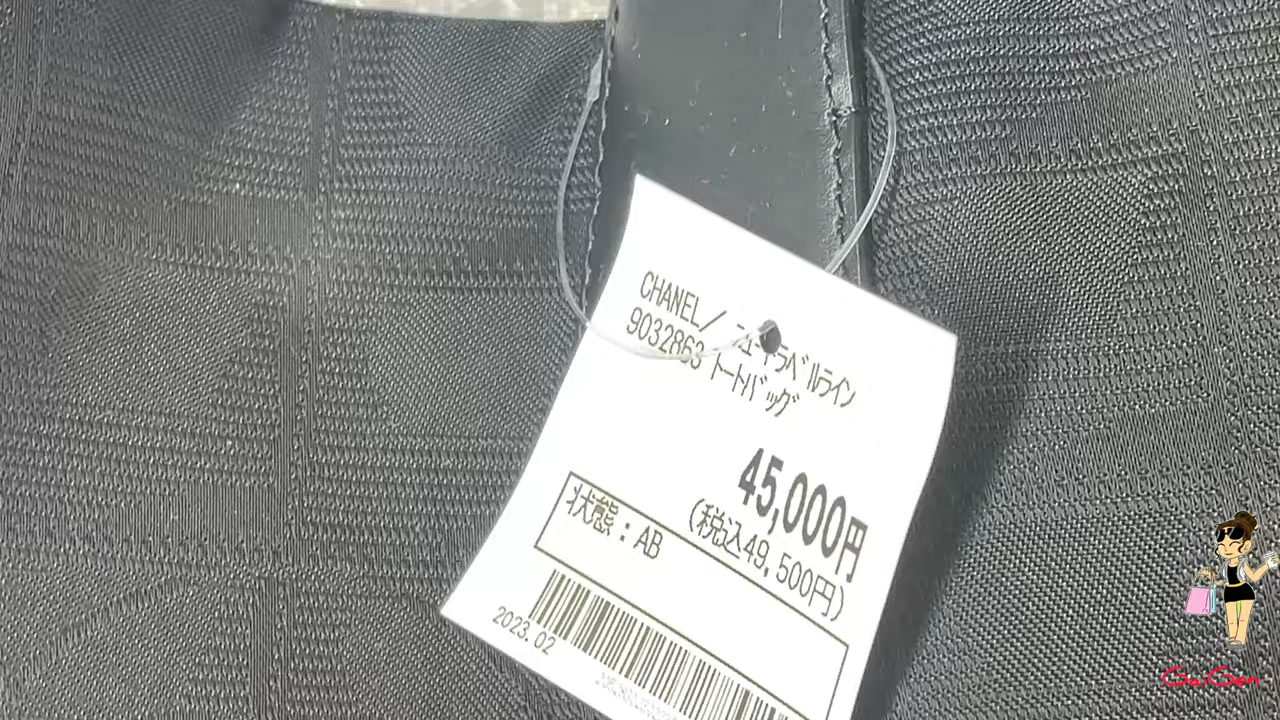 CHANEL/ ニュートラベルライン
9032863 トートバッグ
45,000円
(税込49,500円)
状態:AB
2023.02
GuiGon